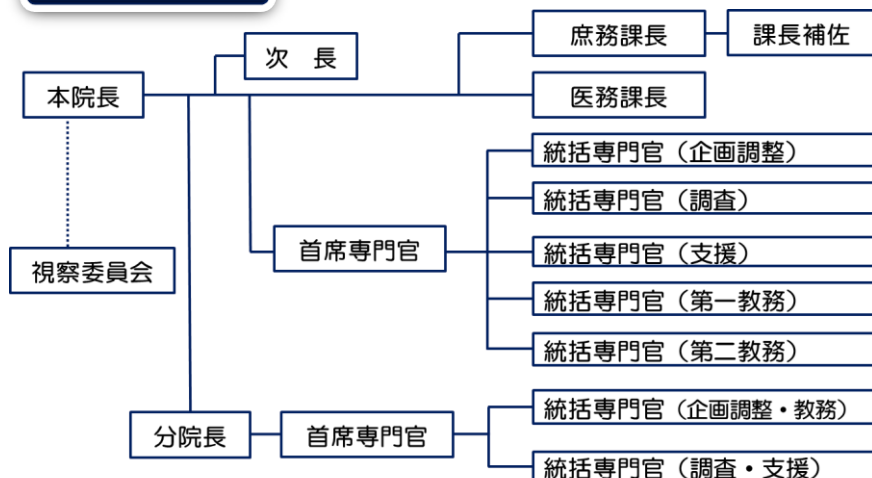 庶務課長
課長補佐
次　長
本院長
医務課長
統括専門官（企画調整）
統括専門官（調査）
首席専門官
統括専門官（支援）
視察委員会
統括専門官（第一教務）
統括専門官（第二教務）
統括専門官（企画調整・教務）
分院長
首席専門官
統括専門官（調査・支援）